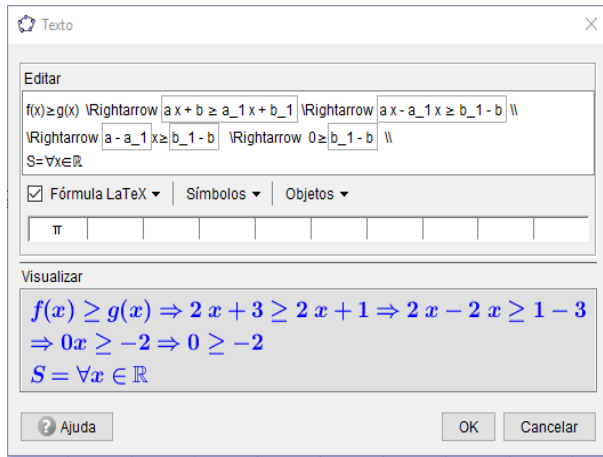 Texto
Editar
f(x)≥g(x) \Rightarrow a x + b ≥ a_1 x + b_1 \Rightarrow a x - a_1 x ≥ b_1 - b \\
\Rightarrow a - a_1 x≥ b_1 - b \Rightarrow 0≥ b_1 - b \\
S=∀x∈ℝ
Fórmula LaTeX Símbolos Objetos
π
Visualizar
f(x) ≥ g(x) ⇒ 2 x + 3 ≥ 2 x + 1 ⇒ 2 x − 2 x ≥ 1 − 3
⇒ 0x ≥ −2 ⇒ 0 ≥ −2
S = ∀x ∈ ℝ
Ajuda OK Cancelar